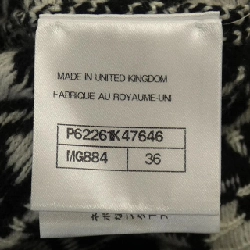 MADE IN UNITED KINGDOM
FABRIQUE AU ROYAUME-UNI
P62261K47646
MG884 36